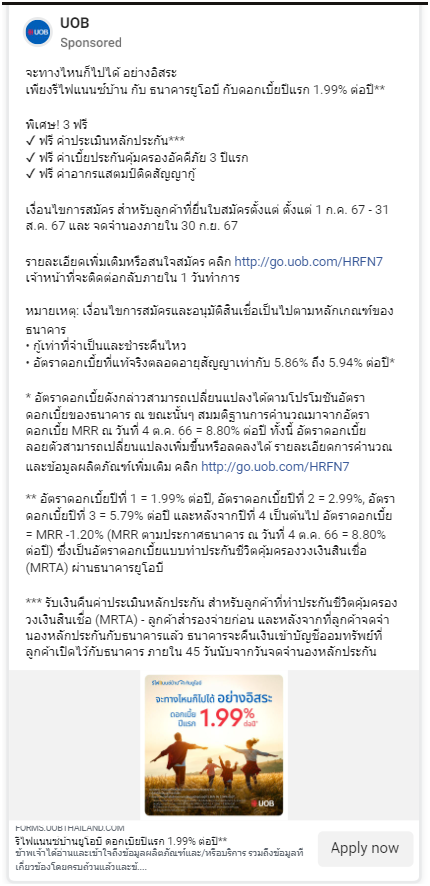 UOB
Sponsored
จะทางไหนก็ไปได้ อย่างอิสระ
เพียงรีไฟแนนซ์บ้าน กับ ธนาคารยูโอบี กับดอกเบี้ยปีแรก 1.99% ต่อปี**
พิเศษ! 3 ฟรี
✓ ฟรี ค่าประเมินหลักประกัน***
✓ ฟรี ค่าเบี้ยประกันคุ้มครองอัคคีภัย 3 ปีแรก
✓ ฟรี ค่าอากรแสตมป์ติดสัญญากู้
เงื่อนไขการสมัคร สำหรับลูกค้าที่ยื่นใบสมัครตั้งแต่ ตั้งแต่ 1 ก.ค. 67 - 31
ส.ค. 67 และ จดจำนองภายใน 30 ก.ย. 67
รายละเอียดเพิ่มเติมหรือสนใจสมัคร คลิก http://go.uob.com/HRFN7
เจ้าหน้าที่จะติดต่อกลับภายใน 1 วันทำการ
หมายเหตุ: เงื่อนไขการสมัครและอนุมัติสินเชื่อเป็นไปตามหลักเกณฑ์ของ
ธนาคาร
• กู้เท่าที่จำเป็นและชำระคืนไหว
• อัตราดอกเบี้ยที่แท้จริงตลอดอายุสัญญาเท่ากับ 5.86% ถึง 5.94% ต่อปี*
* อัตราดอกเบี้ยดังกล่าวสามารถเปลี่ยนแปลงได้ตามโปรโมชันอัตรา
ดอกเบี้ยของธนาคาร ณ ขณะนั้นๆ สมมติฐานการคำนวณมาจากอัตรา
ดอกเบี้ย MRR ณ วันที่ 4 ต.ค. 66 = 8.80% ต่อปี ทั้งนี้ อัตราดอกเบี้ย
ลอยตัวสามารถเปลี่ยนแปลงเพิ่มขึ้นหรือลดลงได้ รายละเอียดการคำนวณ
และข้อมูลผลิตภัณฑ์เพิ่มเติม คลิก http://go.uob.com/HRFN7
** อัตราดอกเบี้ยปีที่ 1 = 1.99% ต่อปี, อัตราดอกเบี้ยปีที่ 2 = 2.99%, อัตรา
ดอกเบี้ยปีที่ 3 = 5.79% ต่อปี และหลังจากปีที่ 4 เป็นต้นไป อัตราดอกเบี้ย
= MRR -1.20% (MRR ตามประกาศธนาคาร ณ วันที่ 4 ต.ค. 66 = 8.80%
ต่อปี) ซึ่งเป็นอัตราดอกเบี้ยแบบทำประกันชีวิตคุ้มครองวงเงินสินเชื่อ
(MRTA) ผ่านธนาคารยูโอบี
*** รับเงินคืนค่าประเมินหลักประกัน สำหรับลูกค้าที่ทำประกันชีวิตคุ้มครอง
วงเงินสินเชื่อ (MRTA) - ลูกค้าสำรองจ่ายก่อน และหลังจากที่ลูกค้าจดจำ
นองหลักประกันกับธนาคารแล้ว ธนาคารจะคืนเงินเข้าบัญชีออมทรัพย์ที่
ลูกค้าเปิดไว้กับธนาคาร ภายใน 45 วันนับจากวันจดจำนองหลักประกัน
รีไฟแนนซ์บ้านกับยูโอบี
จะทางไหนก็ไปได้ อย่างอิสระ
ดอกเบี้ย
ปีแรก 1.99% ต่อปี*
UOB
FORMS.UOBTHAILAND.COM
รีไฟแนนซ์บ้านยูโอบี ดอกเบี้ยปีแรก 1.99% ต่อปี**
ข้าพเจ้าได้อ่านและเข้าใจถึงข้อมูลผลิตภัณฑ์และ/หรือบริการ รวมถึงข้อมูลที่
เกี่ยวข้องโดยครบถ้วนแล้วและข้....
Apply now